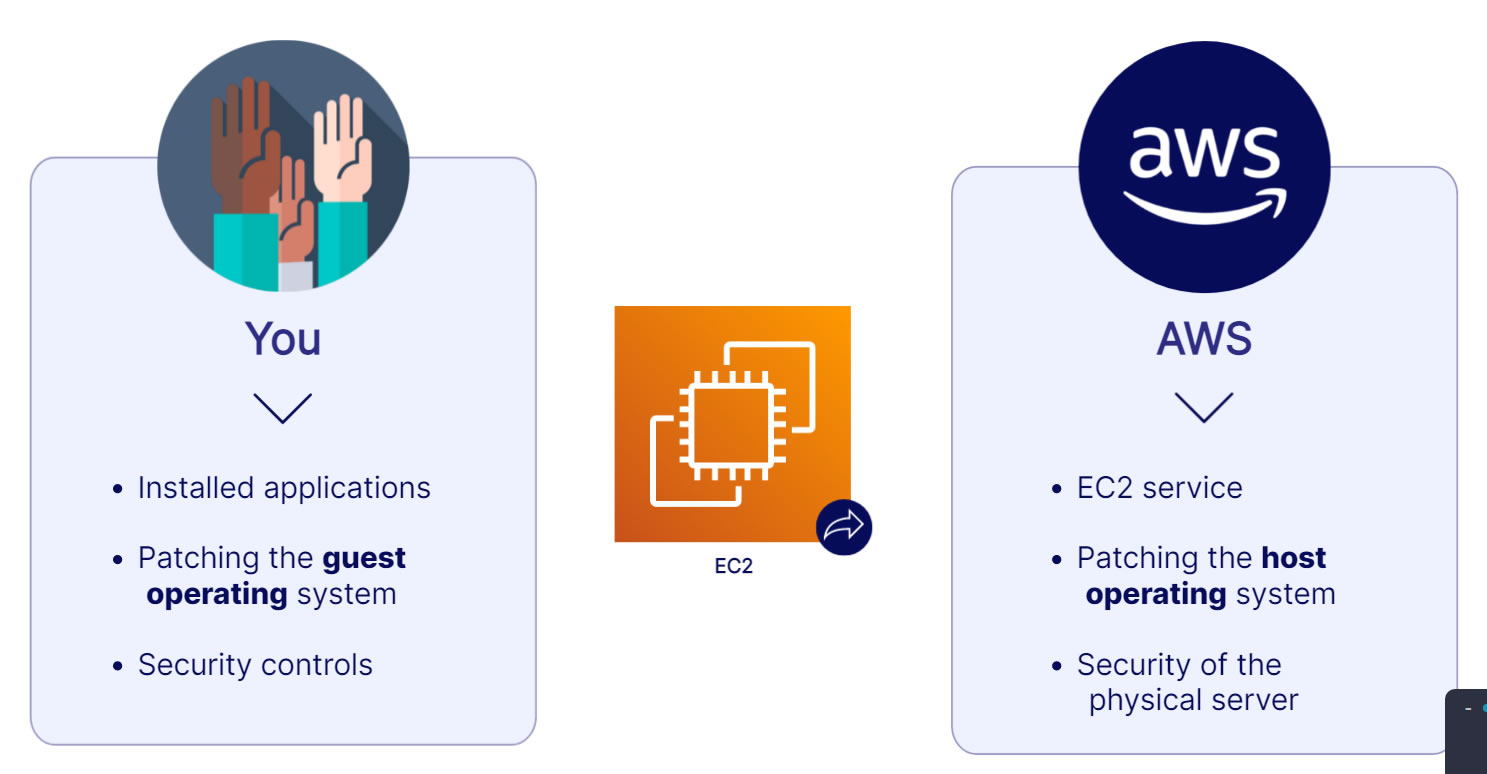 You
• Installed applications
• Patching the guest
operating system
• Security controls
EC2
aws
AWS
• EC2 service
• Patching the host
operating system
• Security of the
physical server